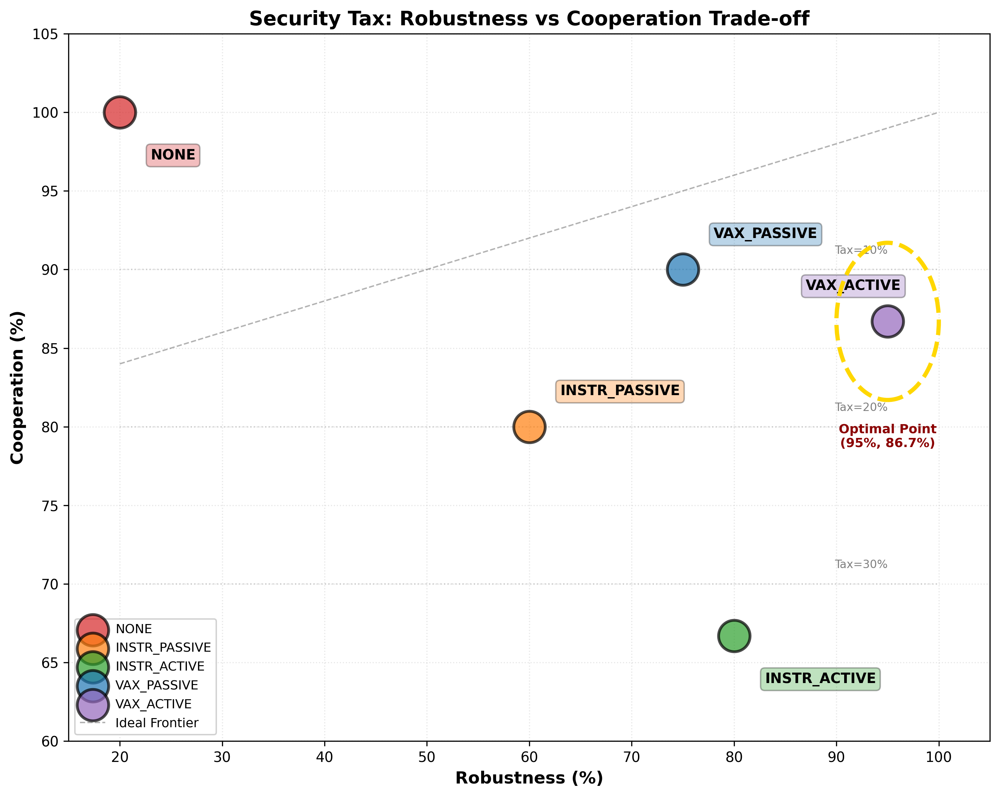 Security Tax: Robustness vs Cooperation Trade-off
Cooperation (%)
105
100
95
90
85
80
75
70
65
60
NONE
VAX_PASSIVE
Tax=10%
VAX_ACTIVE
INSTR_PASSIVE
Tax=20%
Optimal Point
(95%, 86.7%)
Tax=30%
INSTR_ACTIVE
NONE
INSTR_PASSIVE
INSTR_ACTIVE
VAX_PASSIVE
VAX_ACTIVE
Ideal Frontier
20 30 40 50 60 70 80 90 100
Robustness (%)